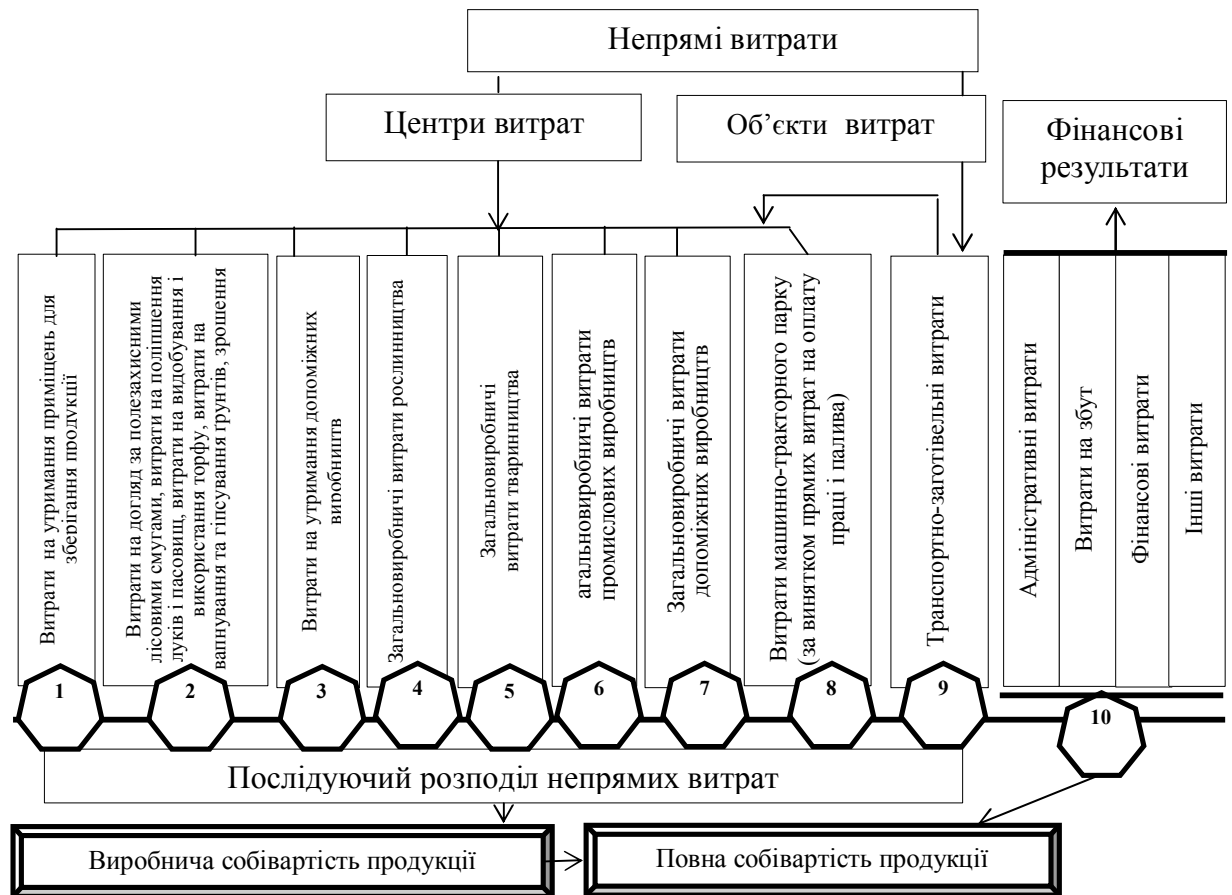 Непрямі витрати
Центри витрат
Об’єкти витрат
Фінансові
результати
Витрати на утримання приміщень для
зберігання продукції
Витрати на догляд за полезахисними
лісовими смугами, витрати на поліпшення
луків і пасовищ, витрати на видобування і
використання торфу, витрати на
вапнування та гіпсування ґрунтів, зрошення
Витрати на утримання допоміжних
виробництв
Загальновиробничі витрати рослинництва
Загальновиробничі
витрати тваринництва
агальновиробничі витрати
промислових виробництв
Загальновиробничі витрати
допоміжних виробництв
Витрати машинно-тракторного парку
(за винятком прямих витрат на оплату
праці і палива)
Транспортно-заготівельні витрати
Адміністративні витрати
Витрати на збут
Фінансові витрати
Інші витрати
1
2
3
4
5
6
7
8
9
10
Послідуючий розподіл непрямих витрат
Виробнича собівартість продукції
Повна собівартість продукції